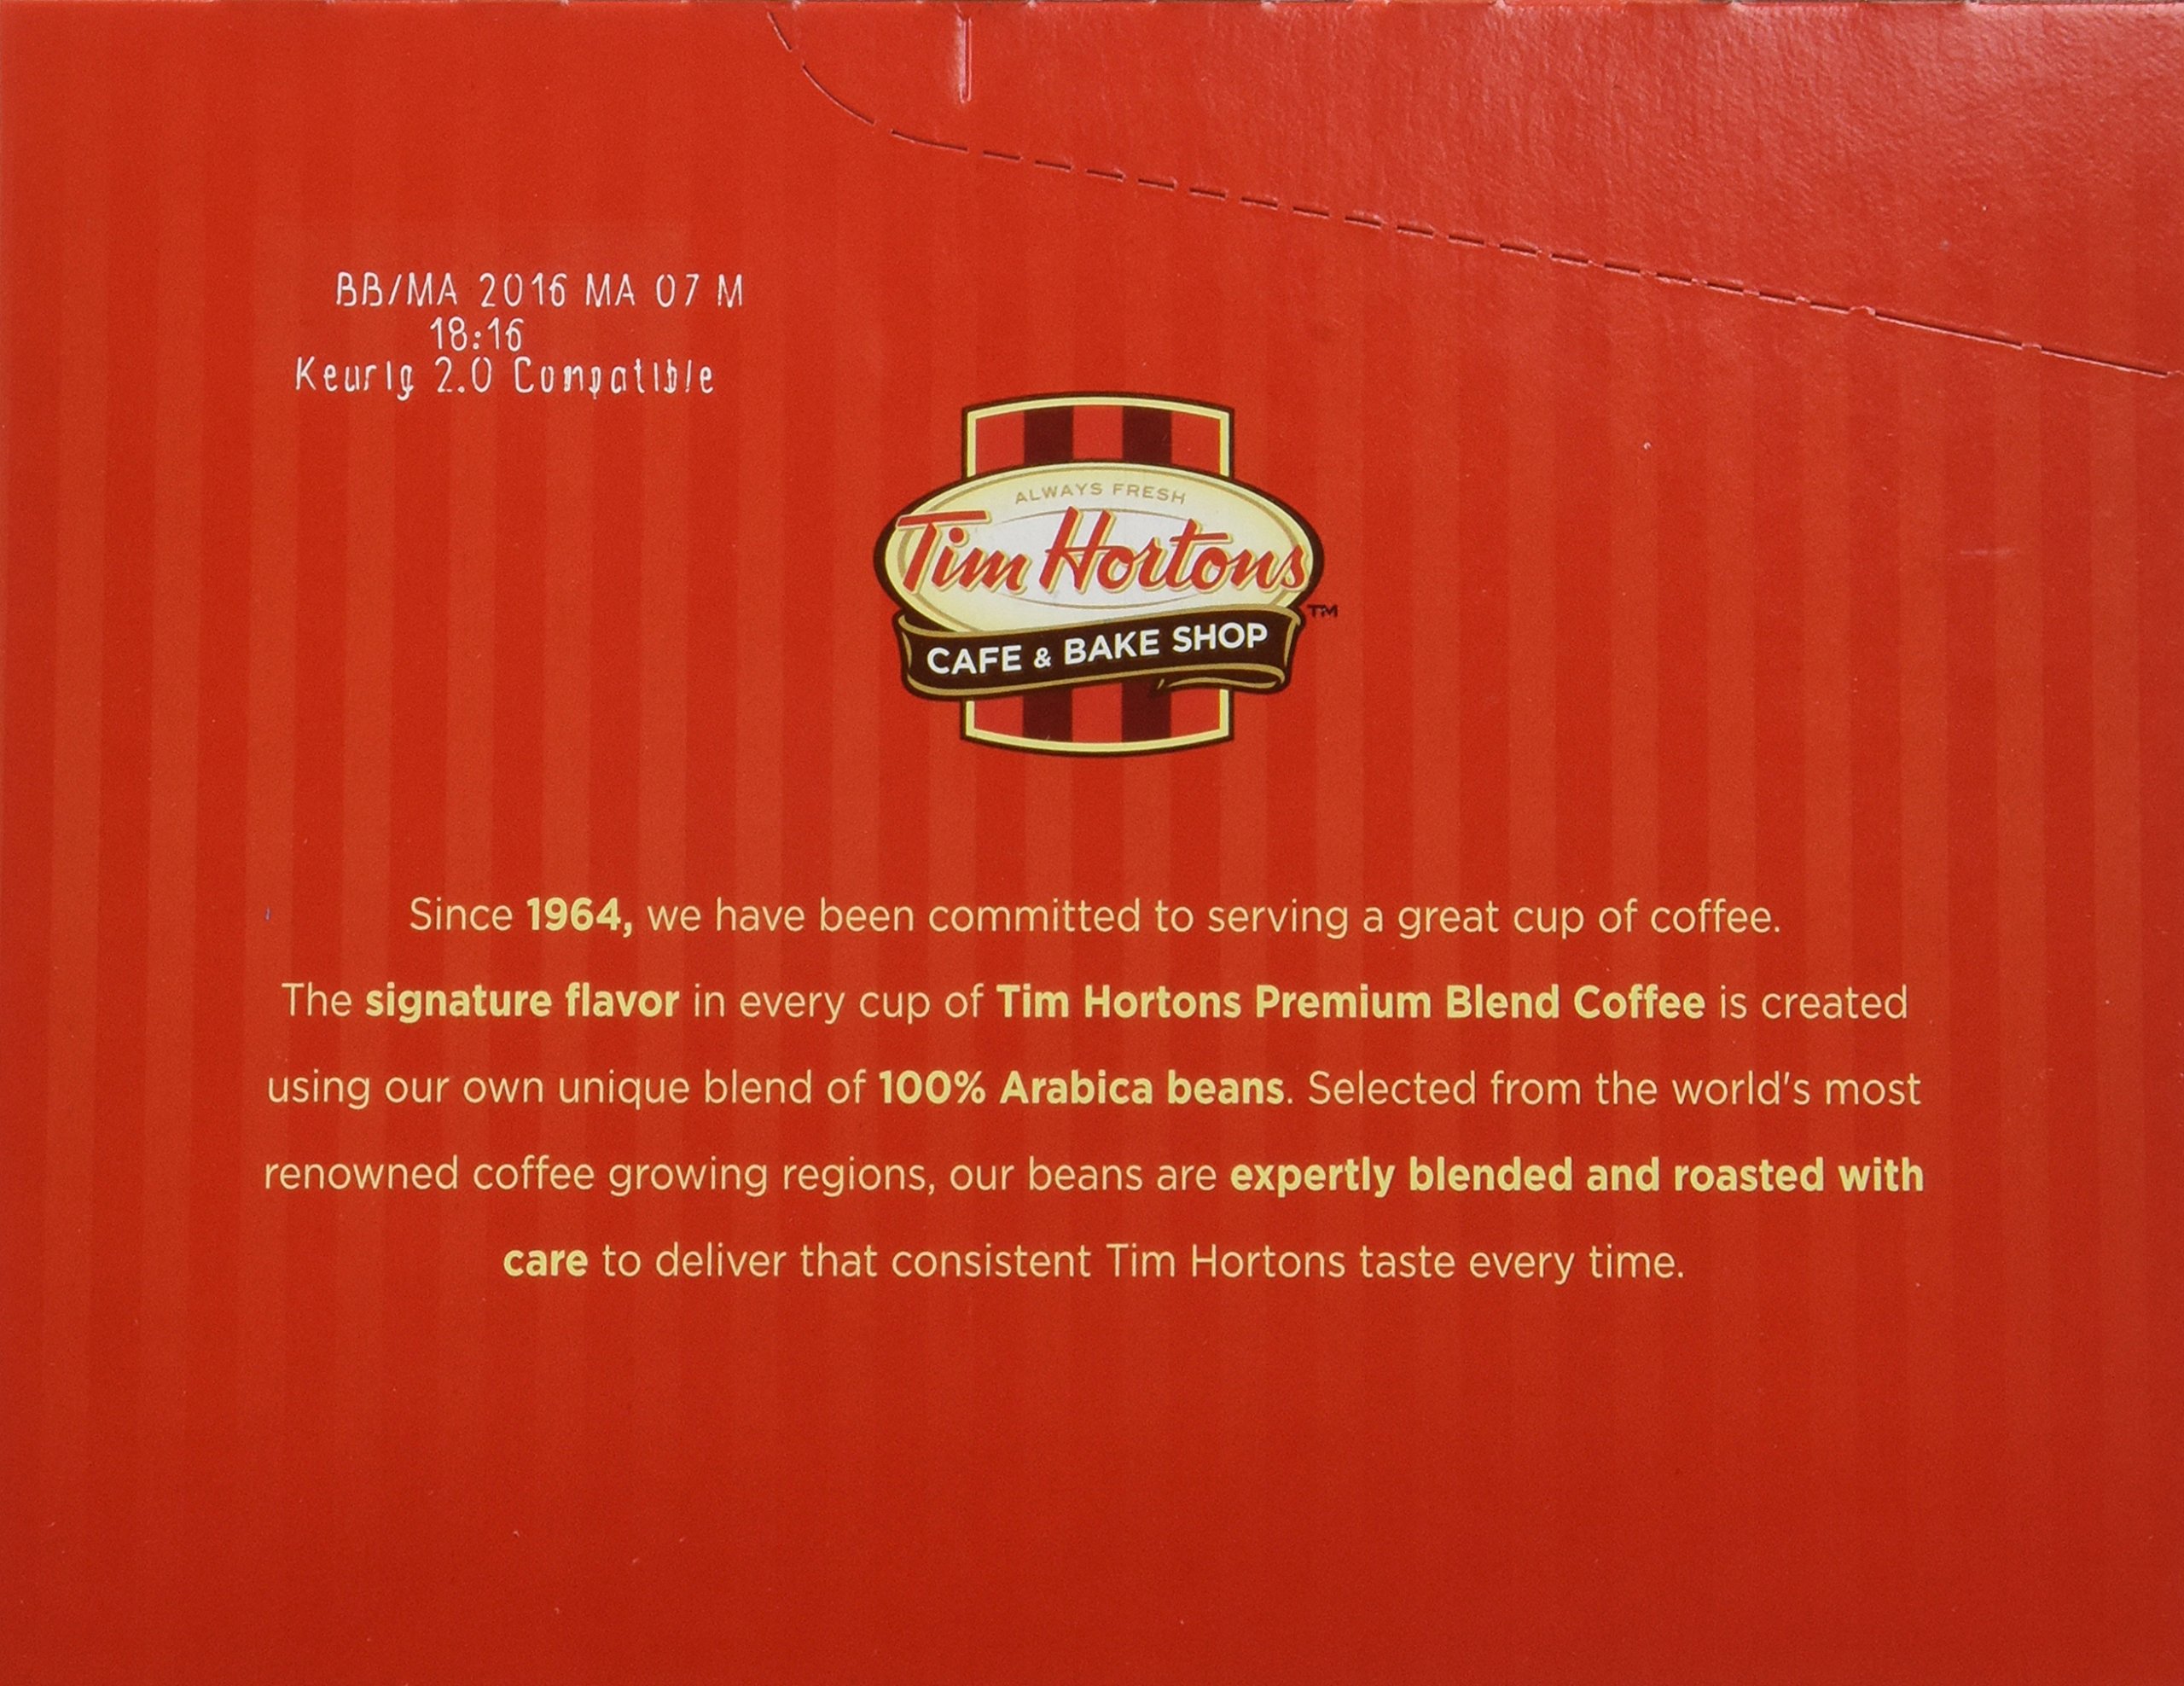 BB/MA 2016 MA 07 M
18:16
Keurig 2.0 Compatible
ALWAYS FRESH
Tim Hortons
TM
CAFE & BAKE SHOP
Since 1964, we have been committed to serving a great cup of coffee.
The signature flavor in every cup of Tim Hortons Premium Blend Coffee is created
using our own unique blend of 100% Arabica beans. Selected from the world's most
renowned coffee growing regions, our beans are expertly blended and roasted with
care to deliver that consistent Tim Hortons taste every time.